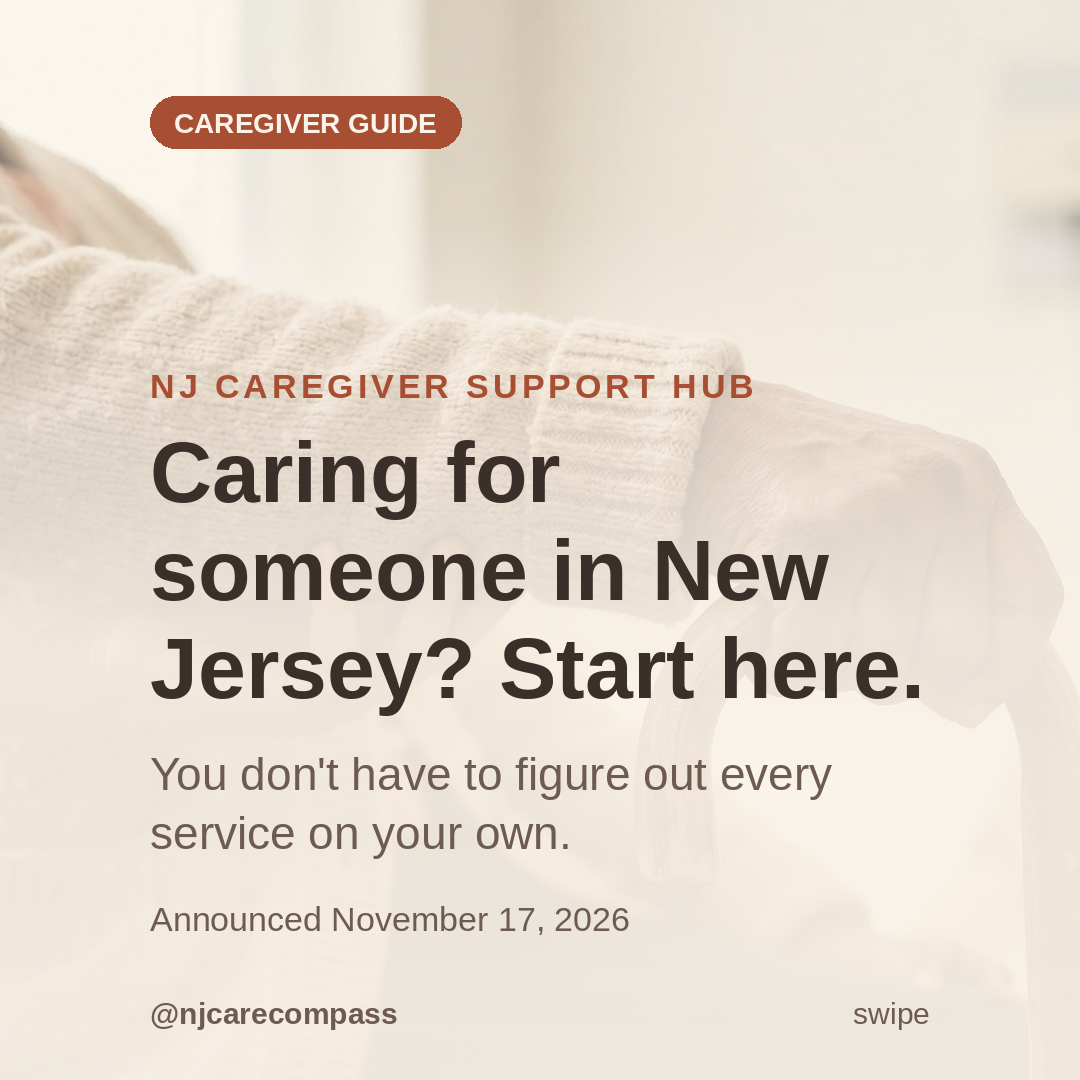 CAREGIVER GUIDE
NJ CAREGIVER SUPPORT HUB
Caring for
someone in New
Jersey? Start here.
You don't have to figure out every
service on your own.
Announced November 17, 2026
@njcarecompass
swipe